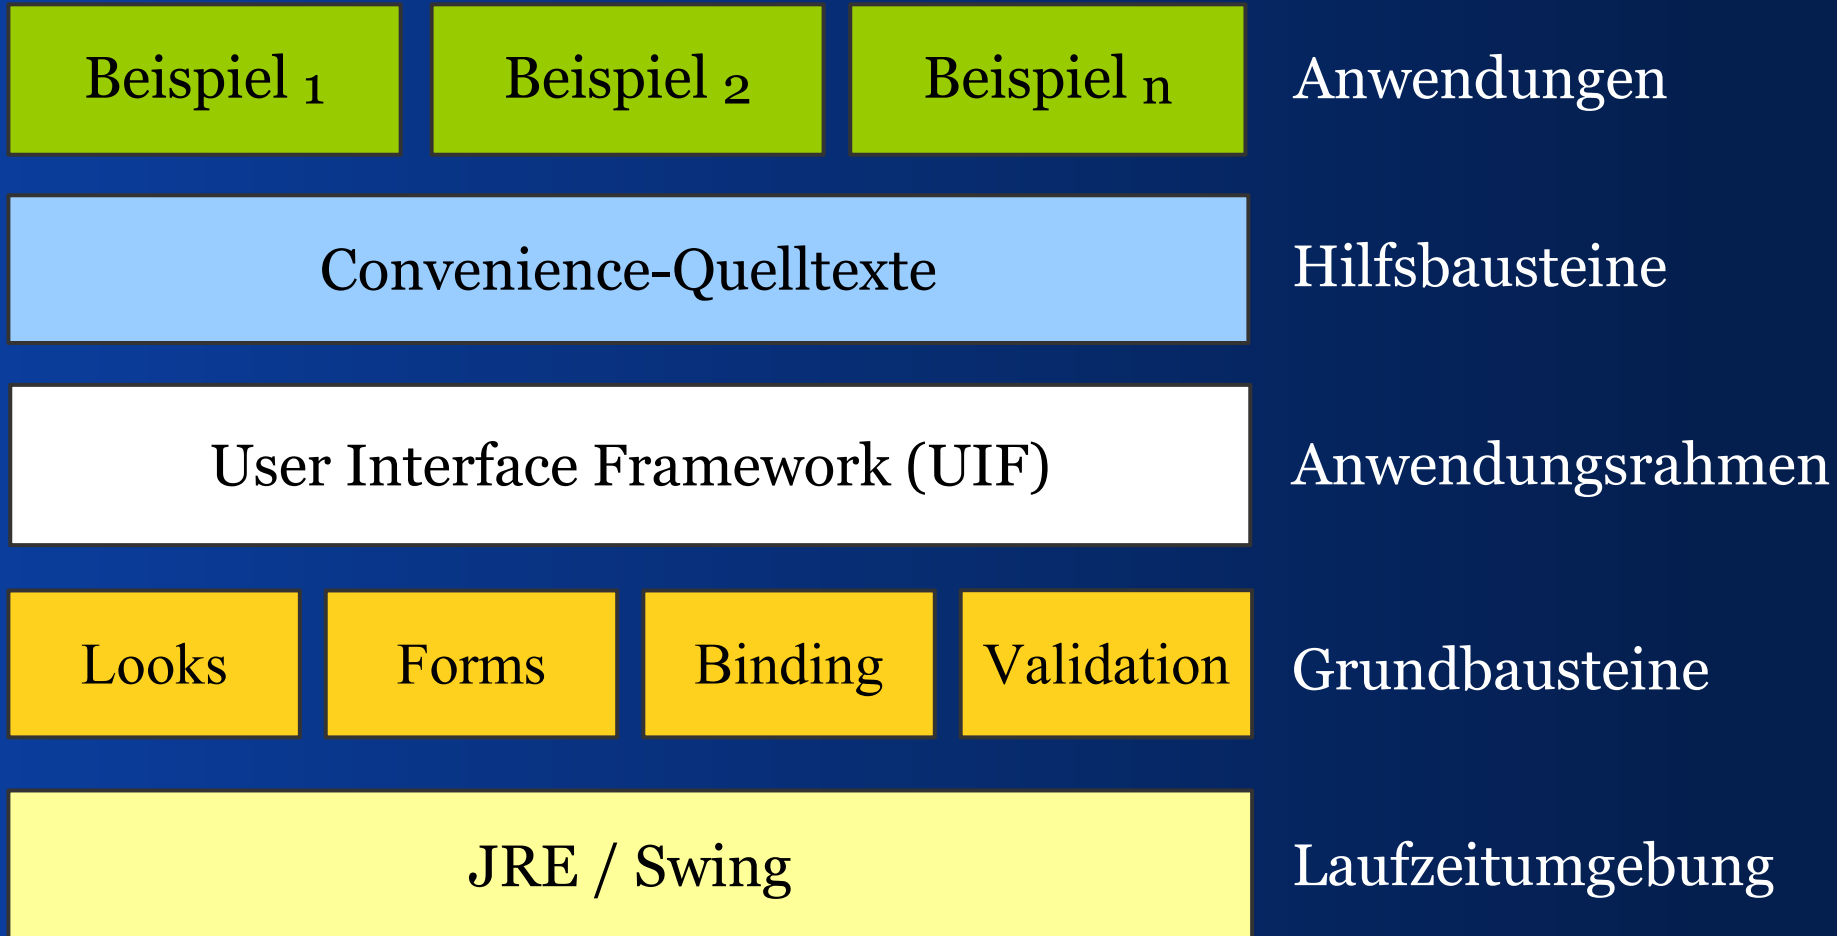 Beispiel 1 Beispiel 2 Beispiel n Anwendungen
Convenience-Quelltexte Hilfsbausteine
User Interface Framework (UIF) Anwendungsrahmen
Looks Forms Binding Validation Grundbausteine
JRE / Swing Laufzeitumgebung